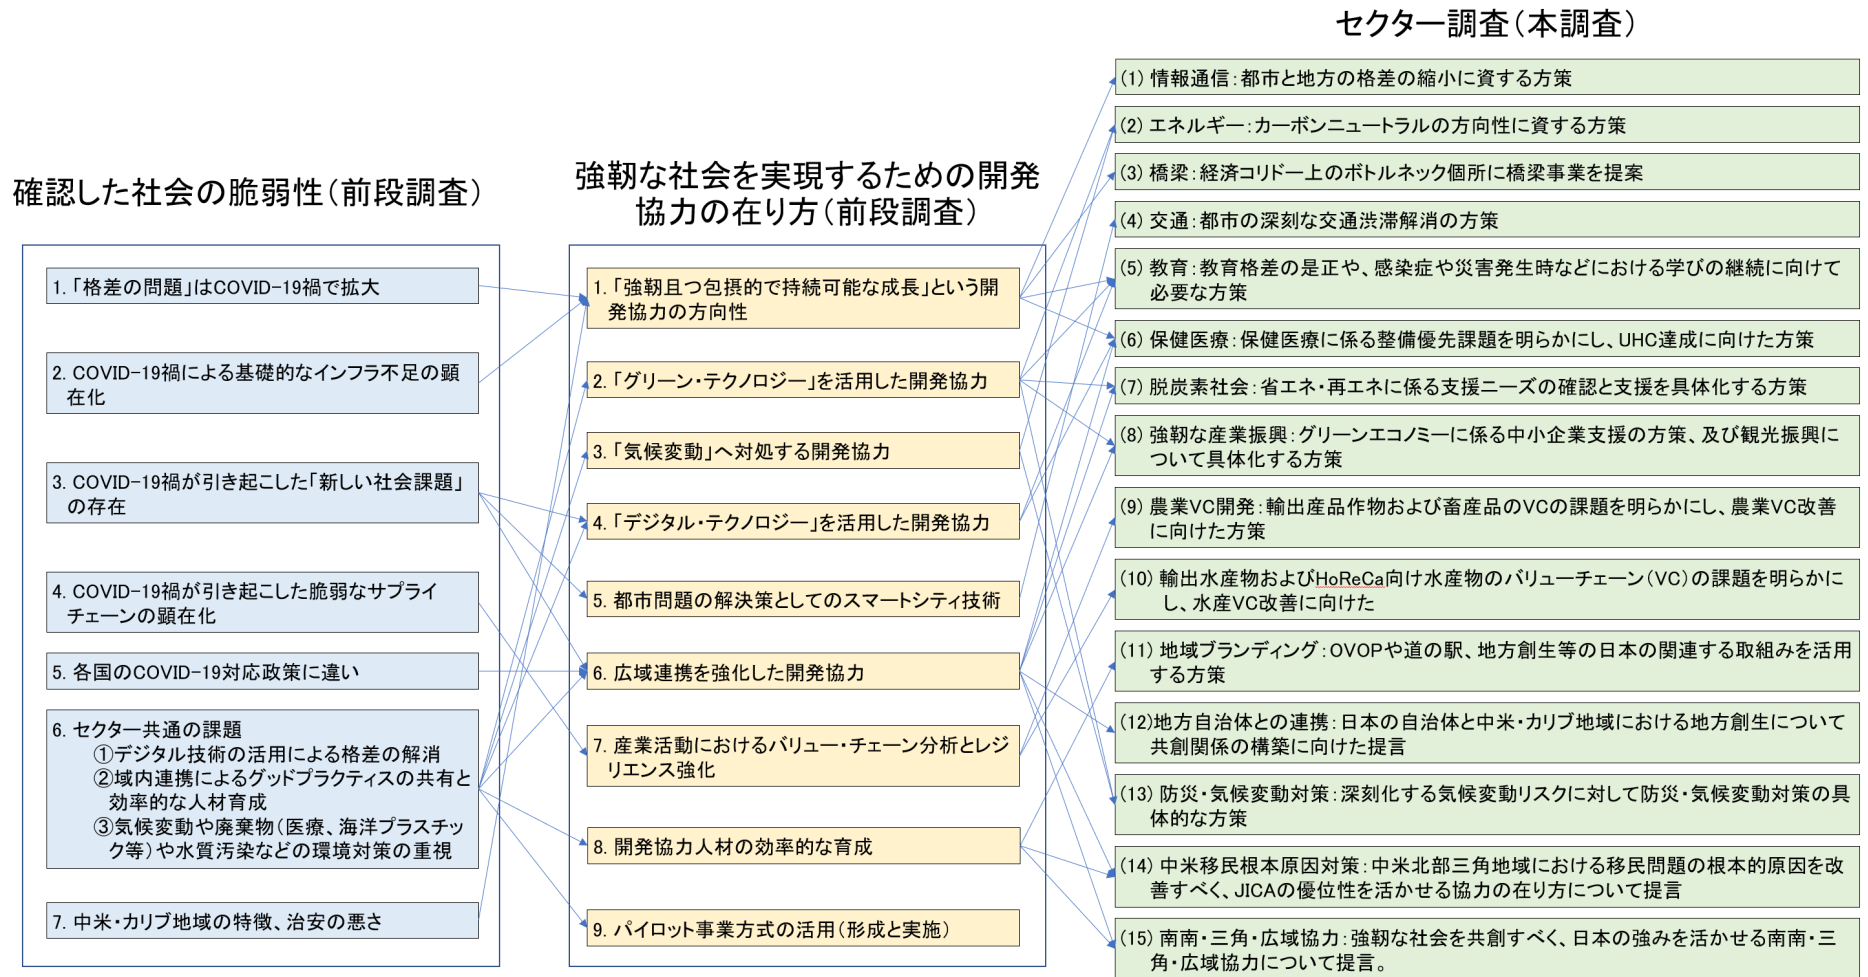 セクター調査(本調査)
確認した社会の脆弱性(前段調査)
1. 「格差の問題」はCOVID-19禍で拡大
2. COVID-19禍による基礎的なインフラ不足の顕
在化
3. COVID-19禍が引き起こした「新しい社会課題」
の存在
4. COVID-19禍が引き起こした脆弱なサプライ
チェーンの顕在化
5. 各国のCOVID-19対応政策に違い
6. セクター共通の課題
①デジタル技術の活用による格差の解消
②域内連携によるグッドプラクティスの共有と
効率的な人材育成
③気候変動や廃棄物(医療、海洋プラスチッ
ク等)や水質汚染などの環境対策の重視
7. 中米・カリブ地域の特徴、治安の悪さ
強靭な社会を実現するための開発
協力の在り方(前段調査)
1. 「強靭且つ包摂的で持続可能な成長」という開
発協力の方向性
2. 「グリーン・テクノロジー」を活用した開発協力
3. 「気候変動」へ対処する開発協力
4. 「デジタル・テクノロジー」を活用した開発協力
5. 都市問題の解決策としてのスマートシティ技術
6. 広域連携を強化した開発協力
7. 産業活動におけるバリュー・チェーン分析とレジ
リエンス強化
8. 開発協力人材の効率的な育成
9. パイロット事業方式の活用(形成と実施)
(1) 情報通信:都市と地方の格差の縮小に資する方策
(2) エネルギー:カーボンニュートラルの方向性に資する方策
(3) 橋梁:経済コリドー上のボトルネック個所に橋梁事業を提案
(4) 交通:都市の深刻な交通渋滞解消の方策
(5) 教育:教育格差の是正や、感染症や災害発生時などにおける学びの継続に向けて
必要な方策
(6) 保健医療:保健医療に係る整備優先課題を明らかにし、UHC達成に向けた方策
(7) 脱炭素社会:省エネ・再エネに係る支援ニーズの確認と支援を具体化する方策
(8) 強靭な産業振興:グリーンエコノミーに係る中小企業支援の方策、及び観光振興に
ついて具体化する方策
(9) 農業VC開発:輸出産品作物および畜産品のVCの課題を明らかにし、農業VC改善
に向けた方策
(10) 輸出水産物およびHoReCa向け水産物のバリューチェーン(VC)の課題を明らかに
し、水産VC改善に向けた
(11) 地域ブランディング:OVOPや道の駅、地方創生等の日本の関連する取組みを活用
する方策
(12)地方自治体との連携:日本の自治体と中米・カリブ地域における地方創生について
共創関係の構築に向けた提言
(13) 防災・気候変動対策:深刻化する気候変動リスクに対して防災・気候変動対策の具
体的な方策
(14) 中米移民根本原因対策:中米北部三角地域における移民問題の根本的原因を改
善すべく、JICAの優位性を活かせる協力の在り方について提言
(15) 南南・三角・広域協力:強靭な社会を共創すべく、日本の強みを活かせる南南・三
角・広域協力について提言。